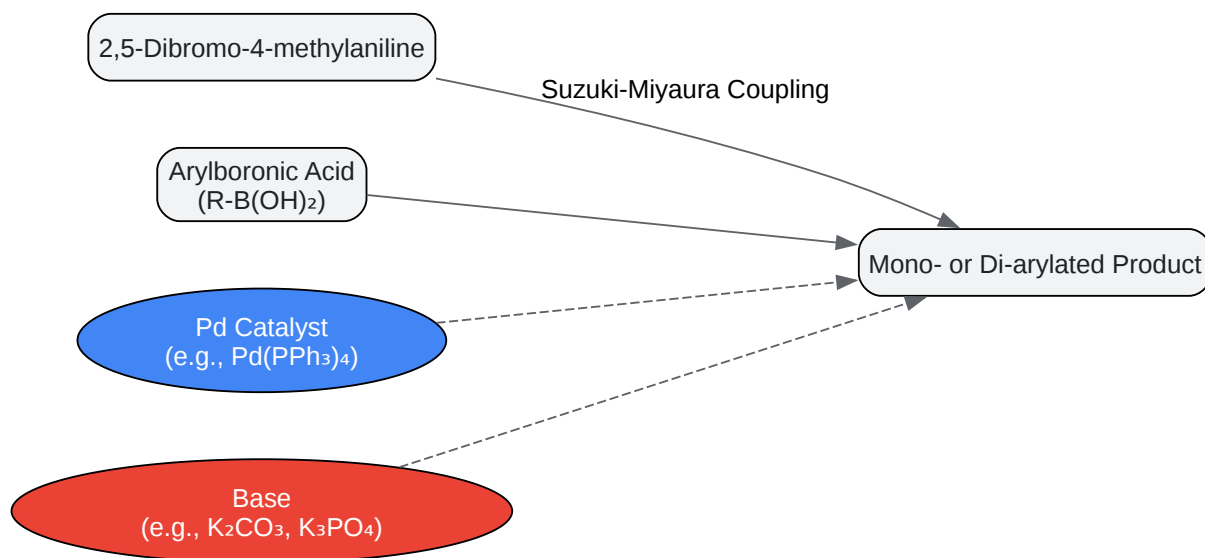 2,5-Dibromo-4-methylaniline
Suzuki-Miyaura Coupling
Arylboronic Acid
(R-B(OH)₂)
Mono- or Di-arylated Product
Pd Catalyst
(e.g., Pd(PPh₃)₄)
Base
(e.g., K₂CO₃, K₃PO₄)